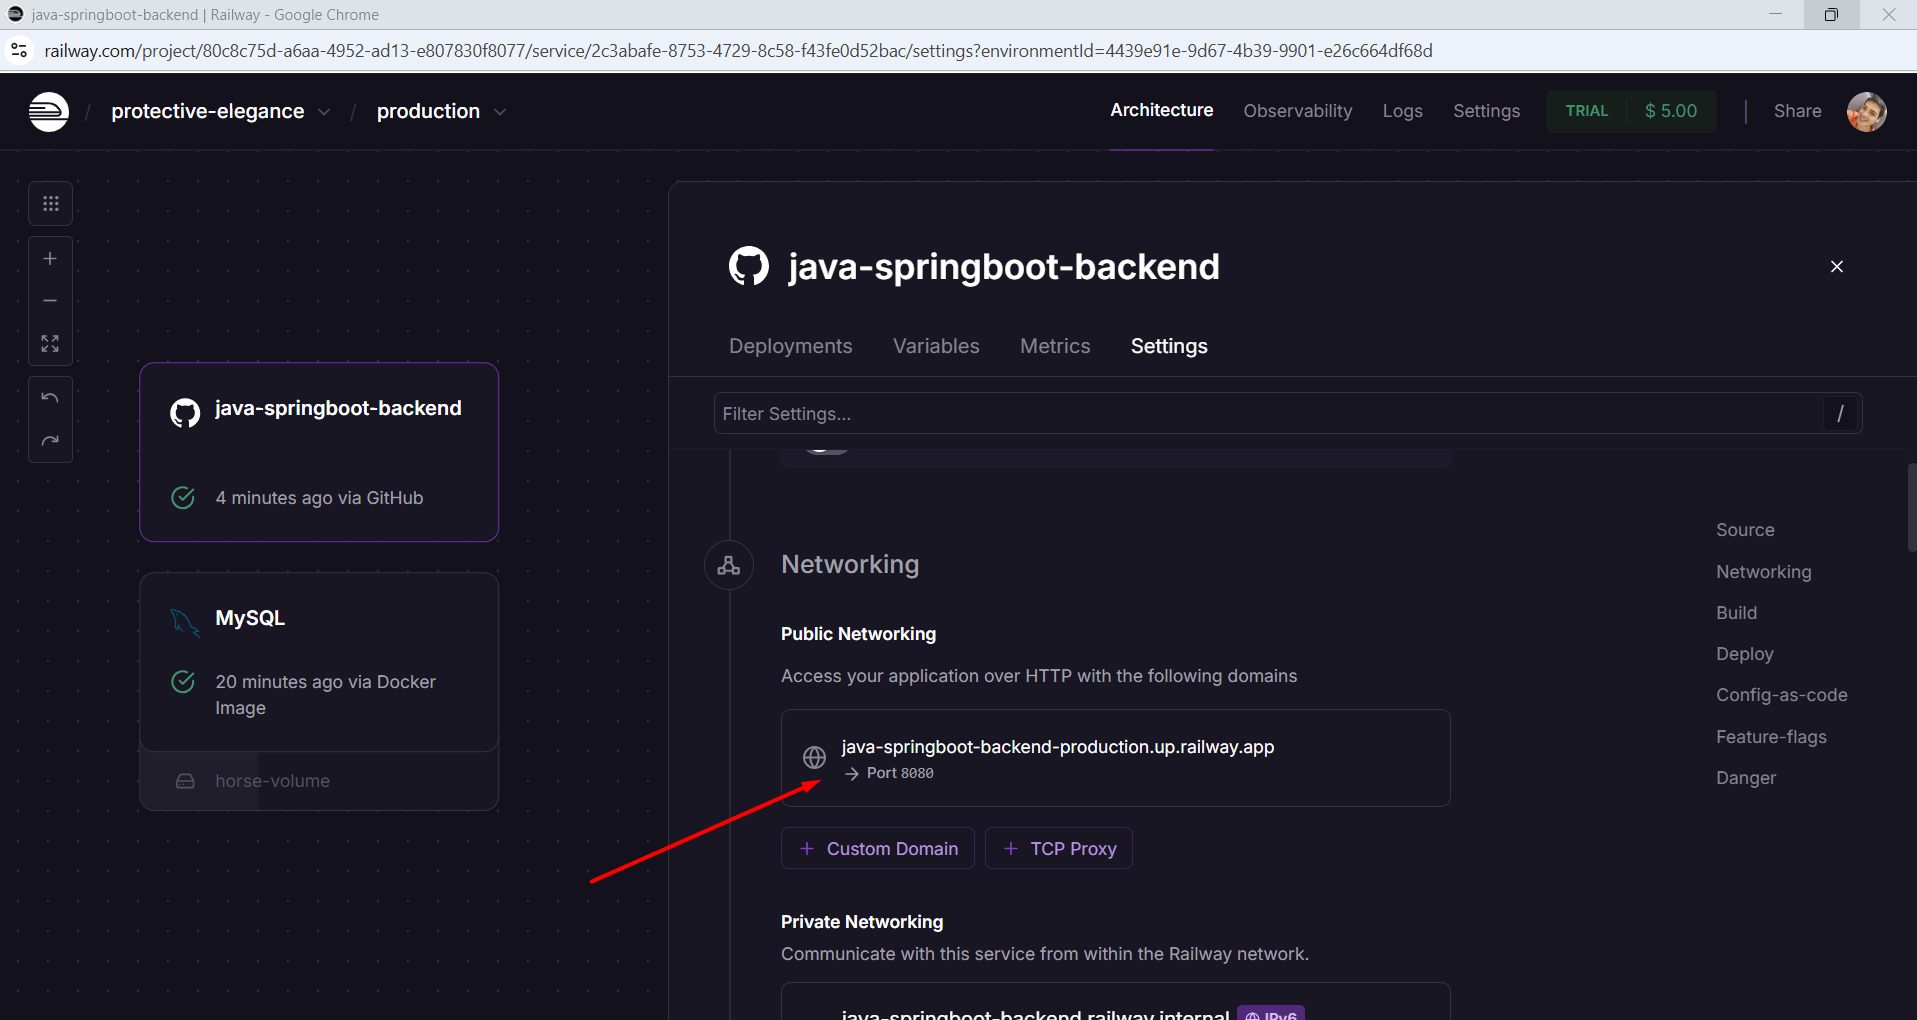 java-springboot-backend | Railway - Google Chrome
railway.com/project/80c8c75d-a6aa-4952-ad13-e807830f8077/service/2c3abafe-8753-4729-8c58-f43fe0d52bac/settings?environmentId=4439e91e-9d67-4b39-9901-e26c664df68d
/ protective-elegance / production
Architecture Observability Logs Settings TRIAL $ 5.00 Share
java-springboot-backend
Deployments Variables Metrics Settings
Filter Settings... /
java-springboot-backend
4 minutes ago via GitHub
MySQL
20 minutes ago via Docker
Image
horse-volume
Networking
Public Networking
Access your application over HTTP with the following domains
java-springboot-backend-production.up.railway.app
→ Port 8080
+ Custom Domain
+ TCP Proxy
Private Networking
Communicate with this service from within the Railway network.
java-springboot-backend.railway.internal IPv6
Source
Networking
Build
Deploy
Config-as-code
Feature-flags
Danger